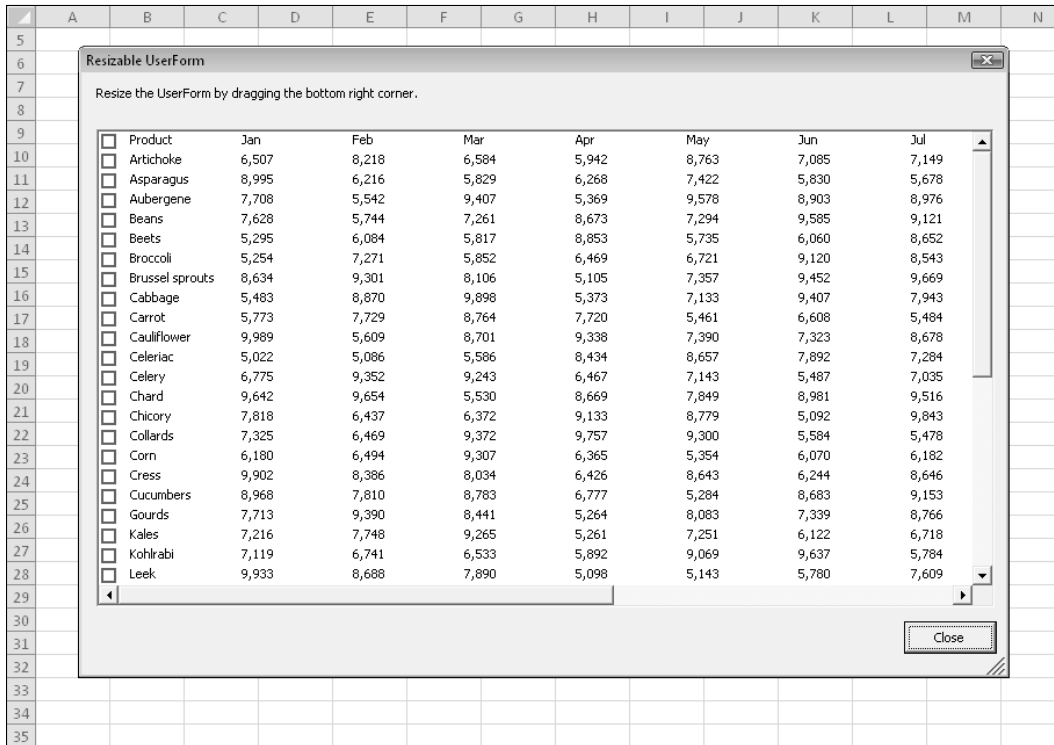 A B C D E F G H I J K L M N
5
6
Resizable UserForm
7
Resize the UserForm by dragging the bottom right corner.
8
9
Product Jan Feb Mar Apr May Jun Jul
10
Artichoke 6,507 8,218 6,584 5,942 8,763 7,085 7,149
11
Asparagus 8,995 6,216 5,829 6,268 7,422 5,830 5,678
12
Aubergene 7,708 5,542 9,407 5,369 9,578 8,903 8,976
13
Beans 7,628 5,744 7,261 8,673 7,294 9,585 9,121
14
Beets 5,295 6,084 5,817 8,853 5,735 6,060 8,652
Broccoli 5,254 7,271 5,852 6,469 6,721 9,120 8,543
15
Brussel sprouts 8,634 9,301 8,106 5,105 7,357 9,452 9,669
16
Cabbage 5,483 8,870 9,898 5,373 7,133 9,407 7,943
17
Carrot 5,773 7,729 8,764 7,720 5,461 6,608 5,484
18
Cauliflower 9,989 5,609 8,701 9,338 7,390 7,323 8,678
19
Celeriac 5,022 5,086 5,586 8,434 8,657 7,892 7,284
Celery 6,775 9,352 9,243 6,467 7,143 5,487 7,035
20
Chard 9,642 9,654 5,530 8,669 7,849 8,981 9,516
21
Chicory 7,818 6,437 6,372 9,133 8,779 5,092 9,843
22
Collards 7,325 6,469 9,372 9,757 9,300 5,584 5,478
23
Corn 6,180 6,494 9,307 6,365 5,354 6,070 6,182
24
Cress 9,902 8,386 8,034 6,426 8,643 6,244 8,646
Cucumbers 8,968 7,810 8,783 6,777 5,284 8,683 9,153
25
Gourds 7,713 9,390 8,441 5,264 8,083 7,339 8,766
26
Kales 7,216 7,748 9,265 5,261 7,251 6,122 6,718
27
Kohlrabi 7,119 6,741 6,533 5,892 9,069 9,637 5,784
28
Leek 9,933 8,688 7,890 5,098 5,143 5,780 7,609
29
30
31
Close
32
33
34
35